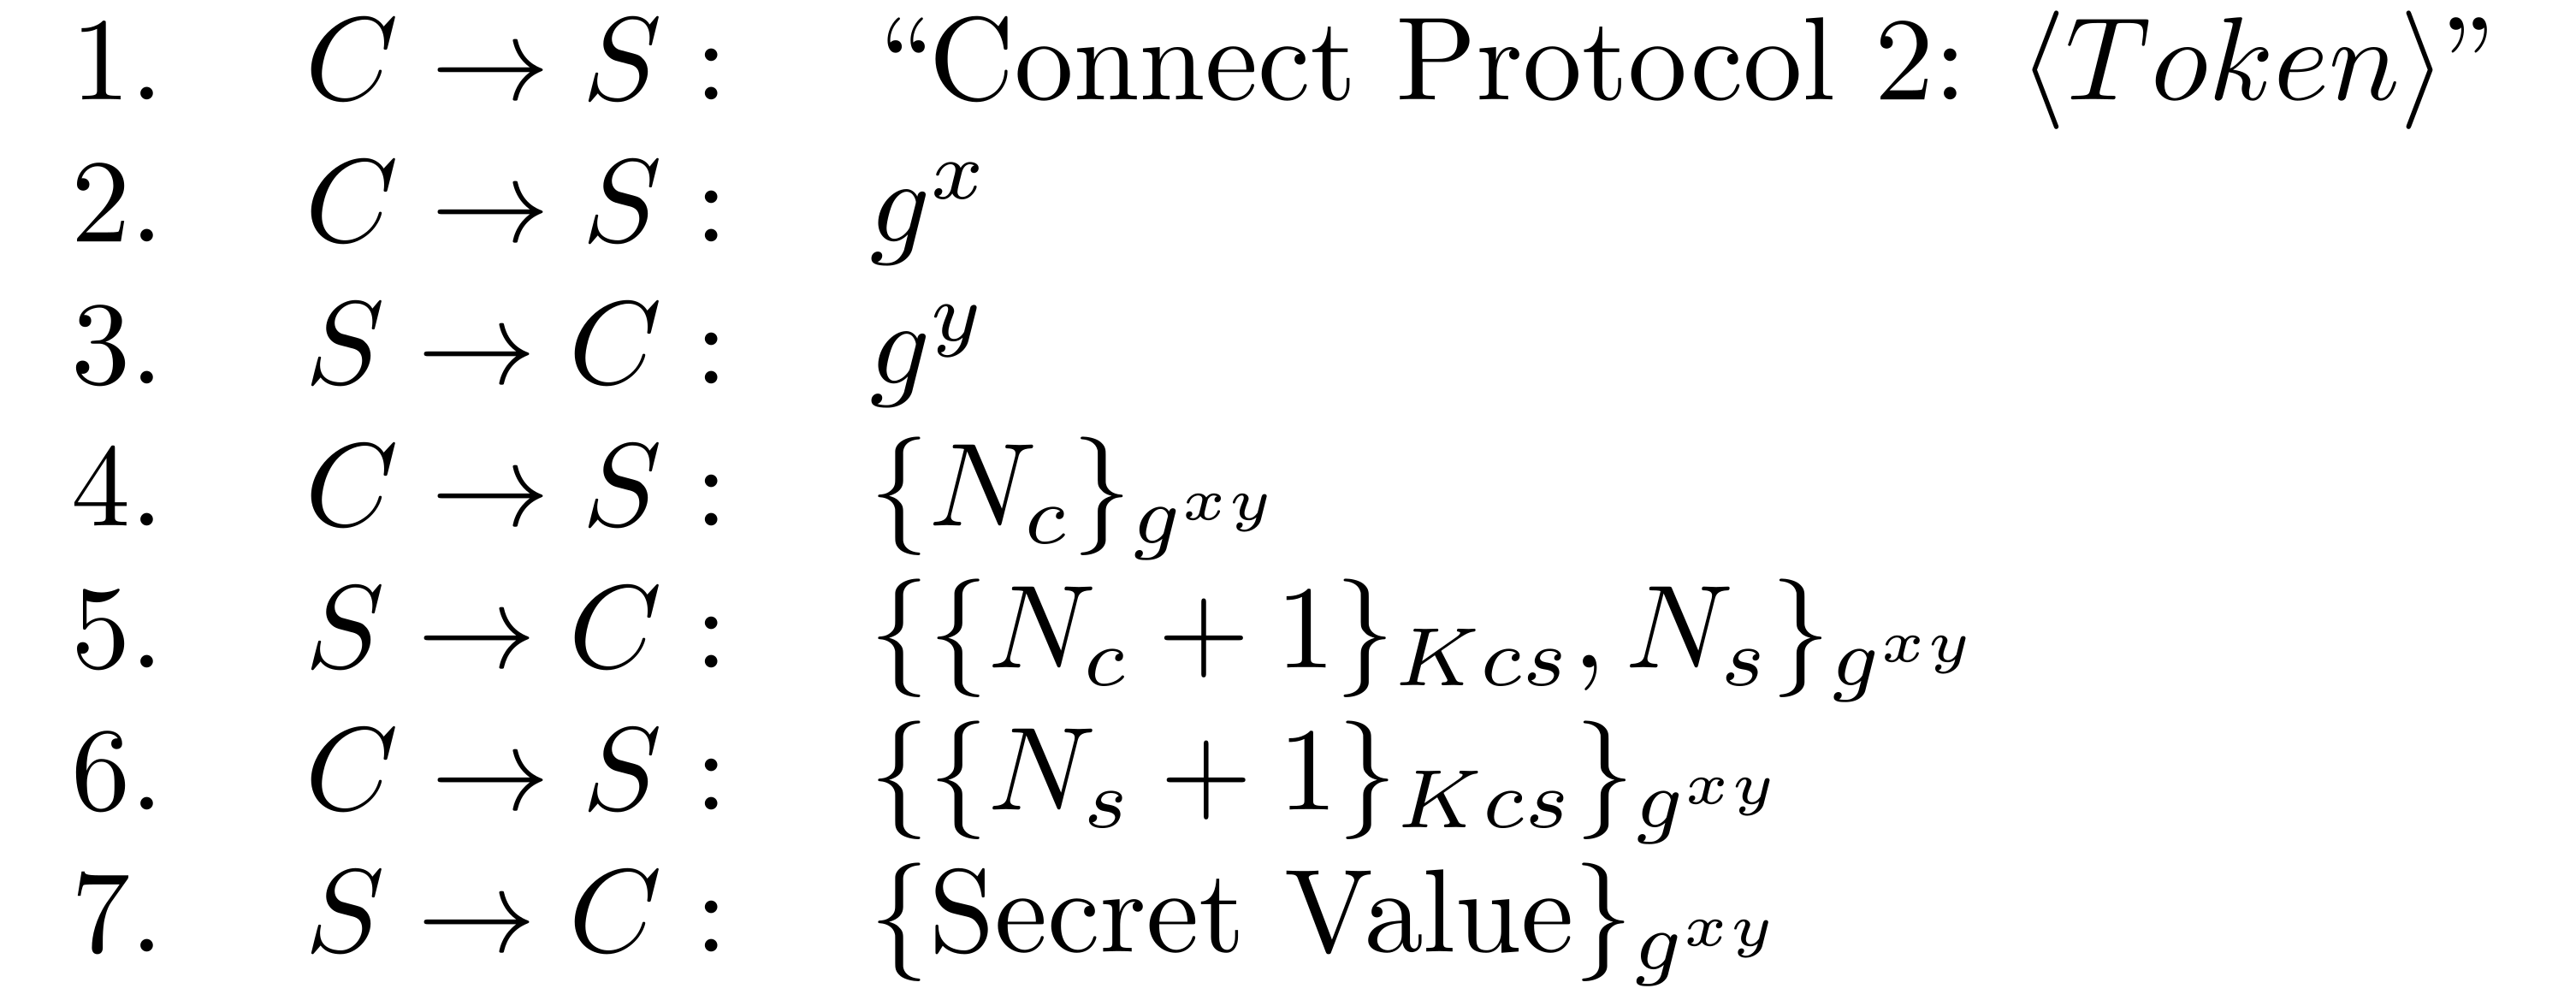 1. C → S : “Connect Protocol 2: ⟨Token⟩”
2. C → S : g^x
3. S → C : g^y
4. C → S : {N_c}_{g^{xy}}
5. S → C : {{N_c + 1}_{Kcs}, N_s}_{g^{xy}}
6. C → S : {{N_s + 1}_{Kcs}}_{g^{xy}}
7. S → C : {Secret Value}_{g^{xy}}